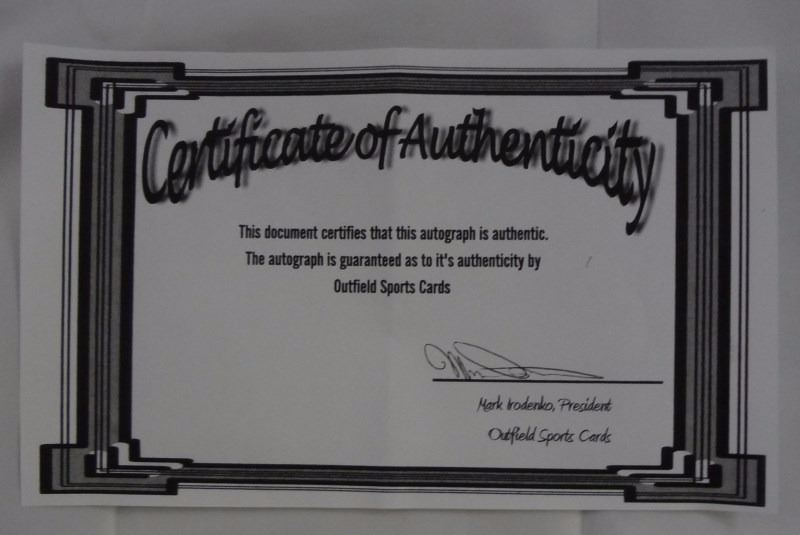 Certificate of Authenticity
This document certifies that this autograph is authentic.
The autograph is guaranteed as to it's authenticity by
Outfield Sports Cards
Mark Irodenko, President
Outfield Sports Cards